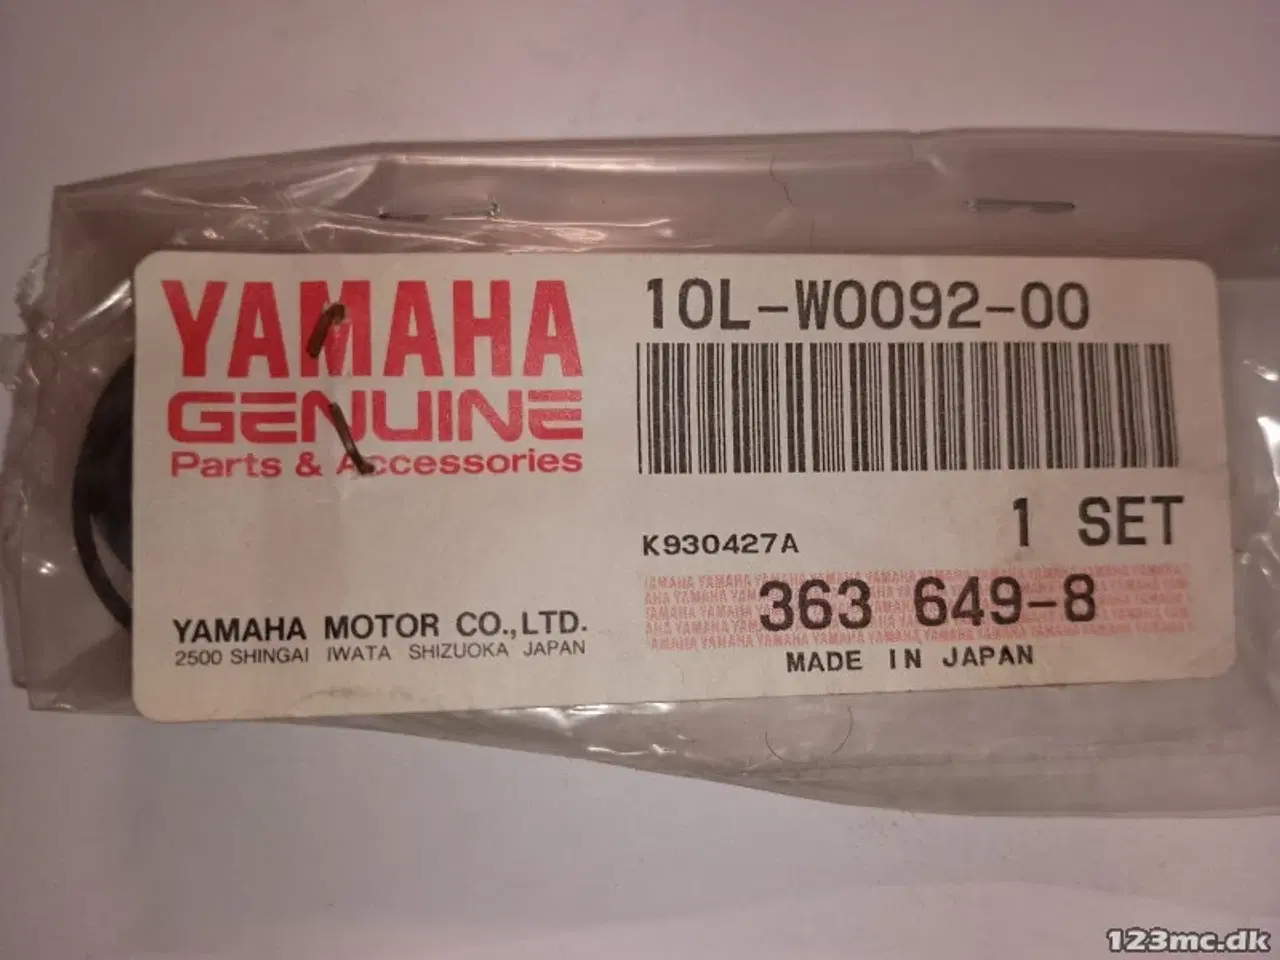 YAMAHA
GENUINE
Parts & Accessories
YAMAHA MOTOR CO.,LTD.
2500 SHINGAI IWATA SHIZUOKA JAPAN
10L-W0092-00
1 SET
K930427A
363 649-8
MADE IN JAPAN
123mc.dk